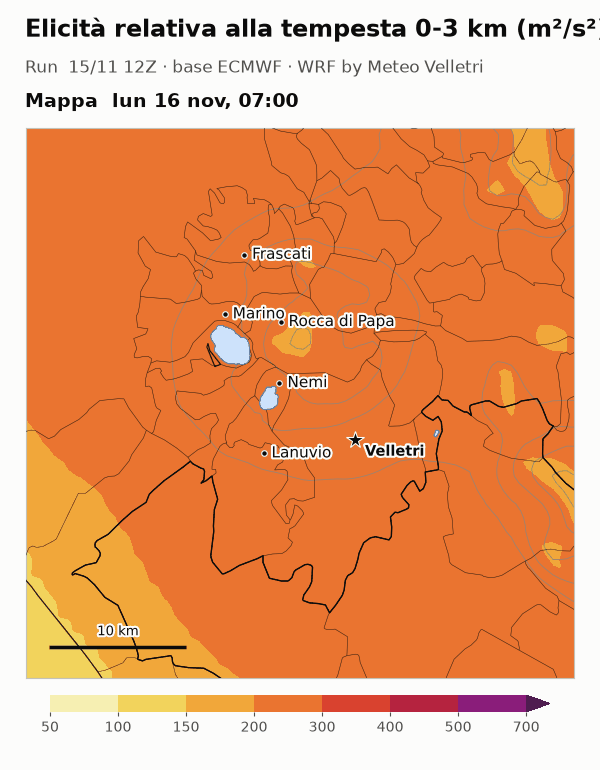 Elicità relativa alla tempesta 0-3 km (m²/s²)
Run  15/11 12Z · base ECMWF · WRF by Meteo Velletri
Mappa  lun 16 nov, 07:00
Frascati
Marino
Rocca di Papa
Nemi
Velletri
Lanuvio
10 km
50 100 150 200 300 400 500 700